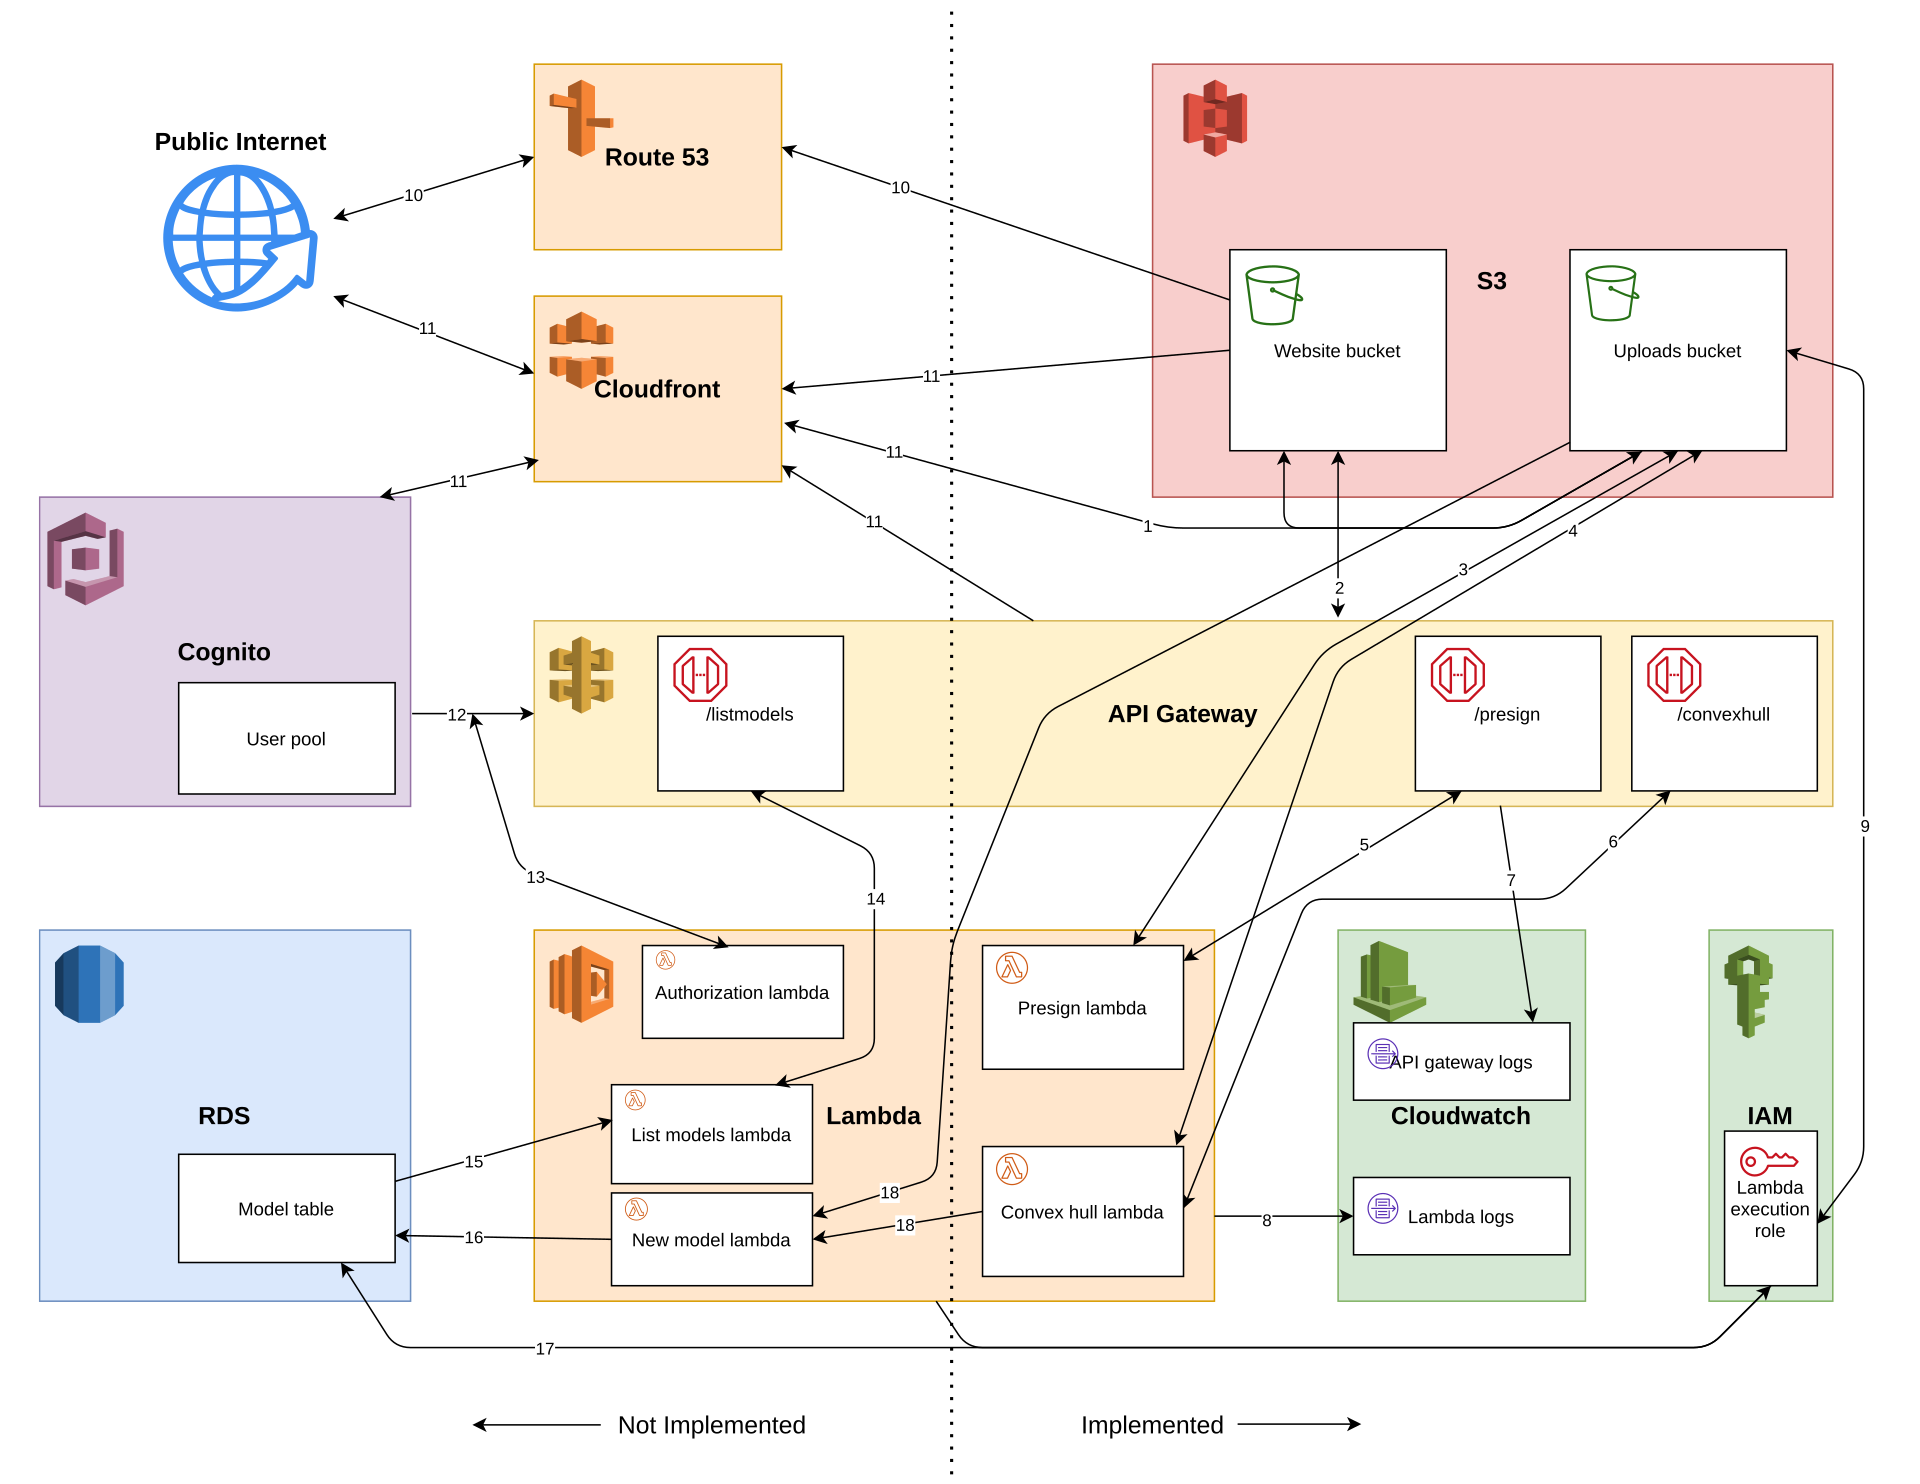 Public Internet
Route 53
10
10
S3
Website bucket
Uploads bucket
11
Cloudfront
11
11
11
11
1
2
3
4
Cognito
User pool
12
/listmodels
API Gateway
/presign
/convexhull
13
14
5
6
7
9
RDS
Model table
Authorization lambda
List models lambda
Lambda
New model lambda
Presign lambda
Convex hull lambda
15
16
18
18
8
API gateway logs
Cloudwatch
Lambda logs
IAM
Lambda
execution
role
17
Not Implemented
Implemented